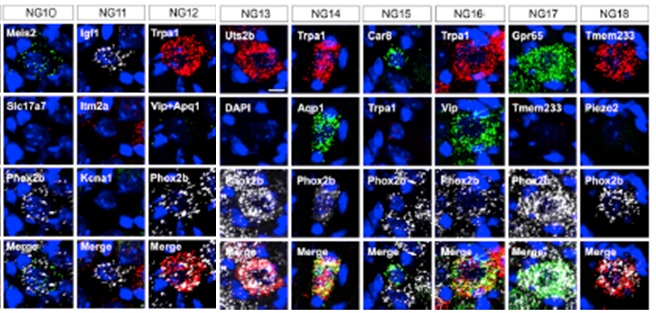 NG10 NG11 NG12 NG13 NG14 NG15 NG16 NG17 NG18
Meis2 Igf1 Trpa1 Uts2b Trpa1 Car8 Trpa1 Gpr65 Tmem233
Slc17a7 Itm2a Vip+Apq1 DAPI Aqp1 Trpa1 Vip Tmem233 Piezo2
Phox2b Kcna1 Phox2b Phox2b Phox2b Phox2b Phox2b Phox2b Phox2b
Merge Merge Merge Merge Merge Merge Merge Merge Merge